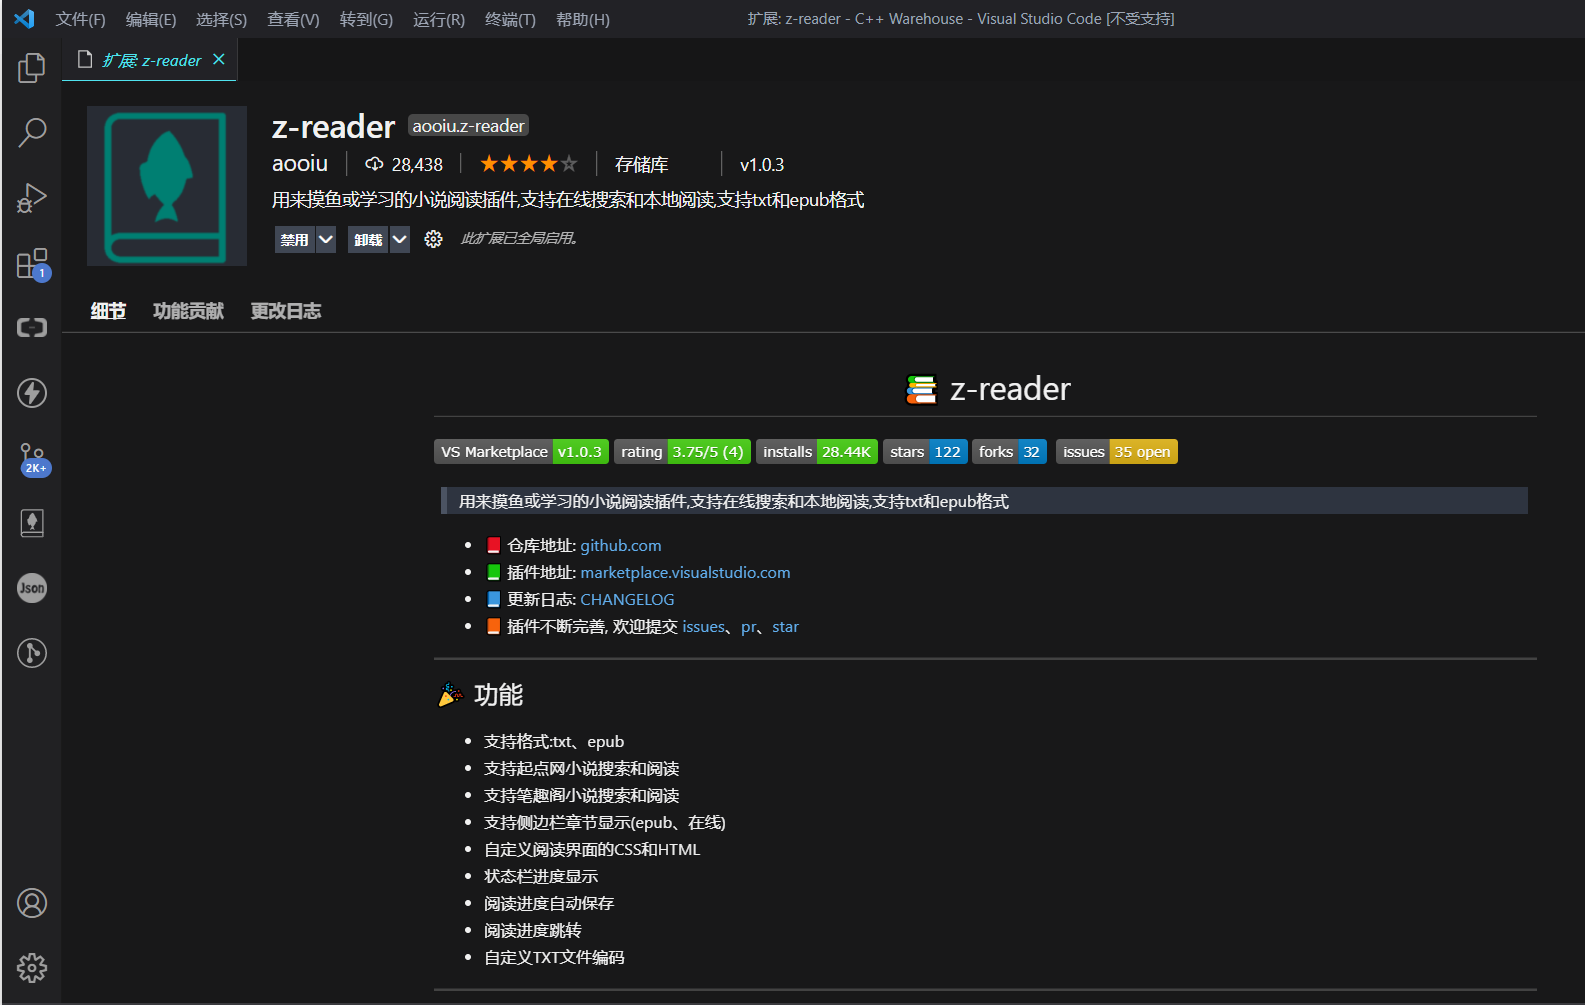 文件(F) 编辑(E) 选择(S) 查看(V) 转到(G) 运行(R) 终端(T) 帮助(H) 扩展: z-reader - C++ Warehouse - Visual Studio Code [不受支持]
扩展: z-reader
z-reader aooiu.z-reader
aooiu 28,438 存储库 v1.0.3
用来摸鱼或学习的小说阅读插件,支持在线搜索和本地阅读,支持txt和epub格式
禁用 卸载 此扩展已全局启用。
1
细节 功能贡献 更改日志
z-reader
VS Marketplace v1.0.3 rating 3.75/5 (4) installs 28.44K stars 122 forks 32 issues 35 open
2K+
用来摸鱼或学习的小说阅读插件,支持在线搜索和本地阅读,支持txt和epub格式
仓库地址: github.com
插件地址: marketplace.visualstudio.com
Json
更新日志: CHANGELOG
插件不断完善, 欢迎提交 issues、pr、star
功能
支持格式:txt、epub
支持起点网小说搜索和阅读
支持笔趣阁小说搜索和阅读
支持侧边栏章节显示(epub、在线)
自定义阅读界面的CSS和HTML
状态栏进度显示
阅读进度自动保存
阅读进度跳转
自定义TXT文件编码